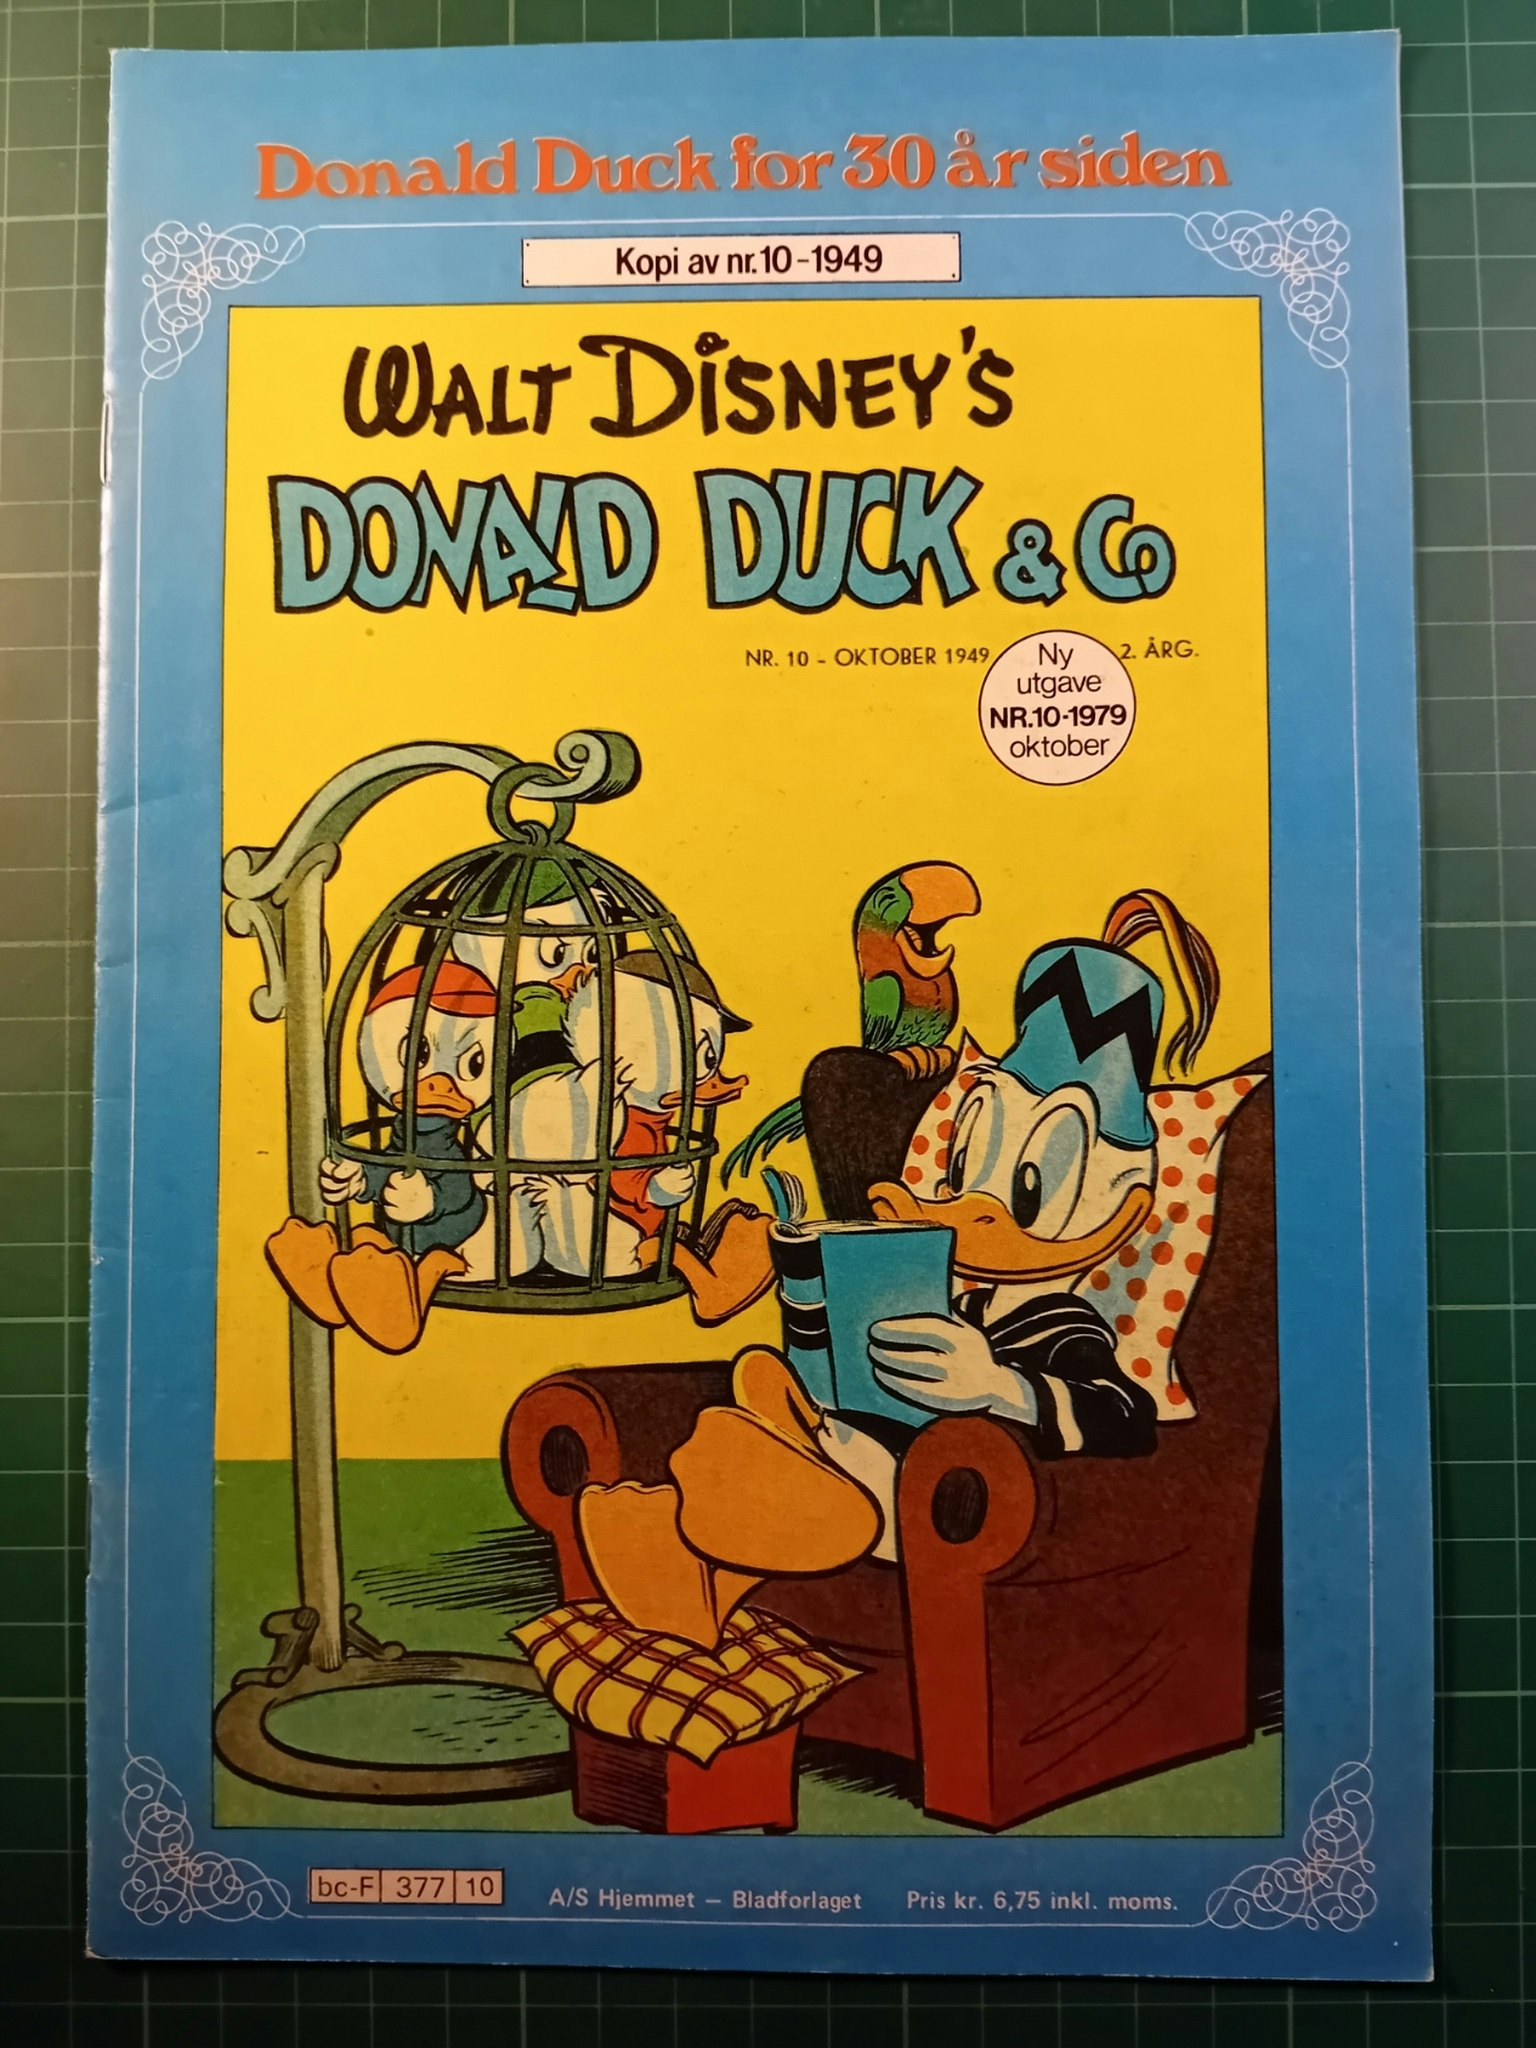 Donald Duck for 30 år siden
Kopi av nr. 10-1949
WALT DISNEY'S
DONALD DUCK & Co
NR. 10 - OKTOBER 1949
2. ÅRG.
Ny
utgave
NR.10-1979
oktober
bc-F 377 10
A/S Hjemmet — Bladforlaget
Pris kr. 6,75 inkl. moms.